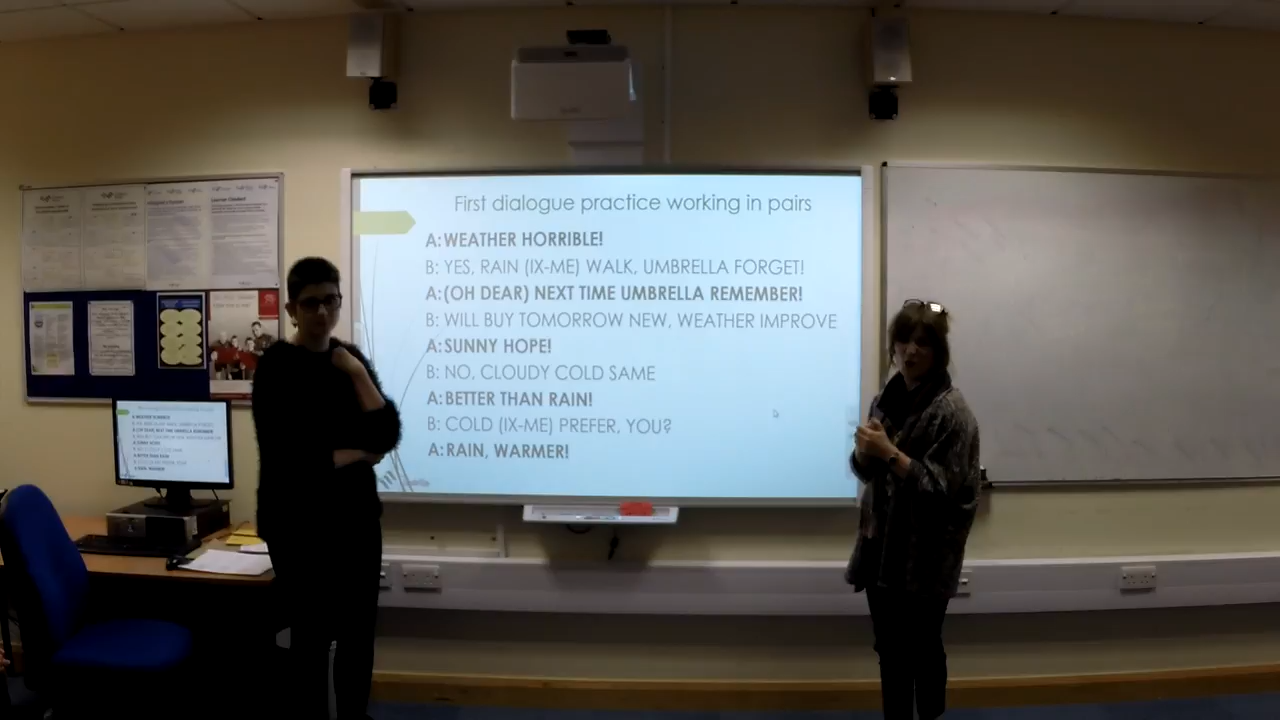 First dialogue practice working in pairs
A: WEATHER HORRIBLE!
B: YES, RAIN (IX-ME) WALK, UMBRELLA FORGET!
A: (OH DEAR) NEXT TIME UMBRELLA REMEMBER!
B: WILL BUY TOMORROW NEW, WEATHER IMPROVE
A: SUNNY HOPE!
B: NO, CLOUDY COLD SAME
A: BETTER THAN RAIN!
B: COLD (IX-ME) PREFER, YOU?
A: RAIN, WARMER!